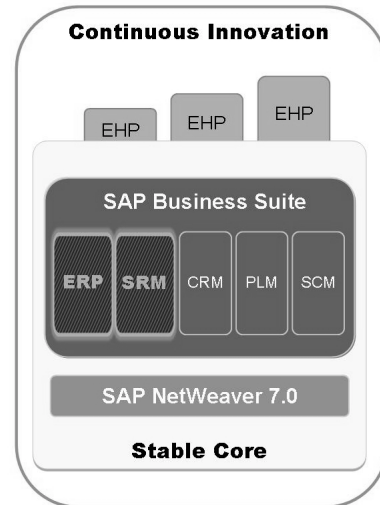 Continuous Innovation
EHP
EHP
EHP
SAP Business Suite
ERP SRM CRM PLM SCM
SAP NetWeaver 7.0
Stable Core